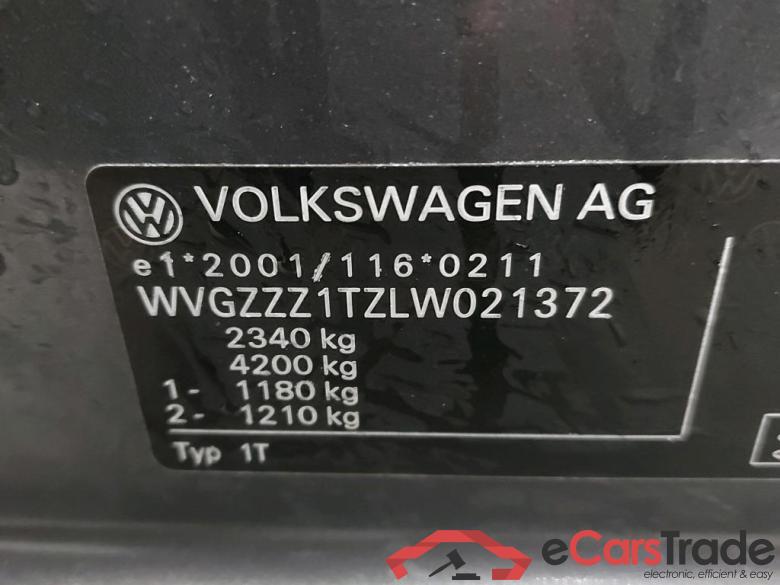 VOLKSWAGEN AG
e1*2001/116*0211
WVGZZZ1TZLW021372
2340 kg
4200 kg
1- 1180 kg
2- 1210 kg
Typ 1T
eCarsTrade
electronic, efficient & easy